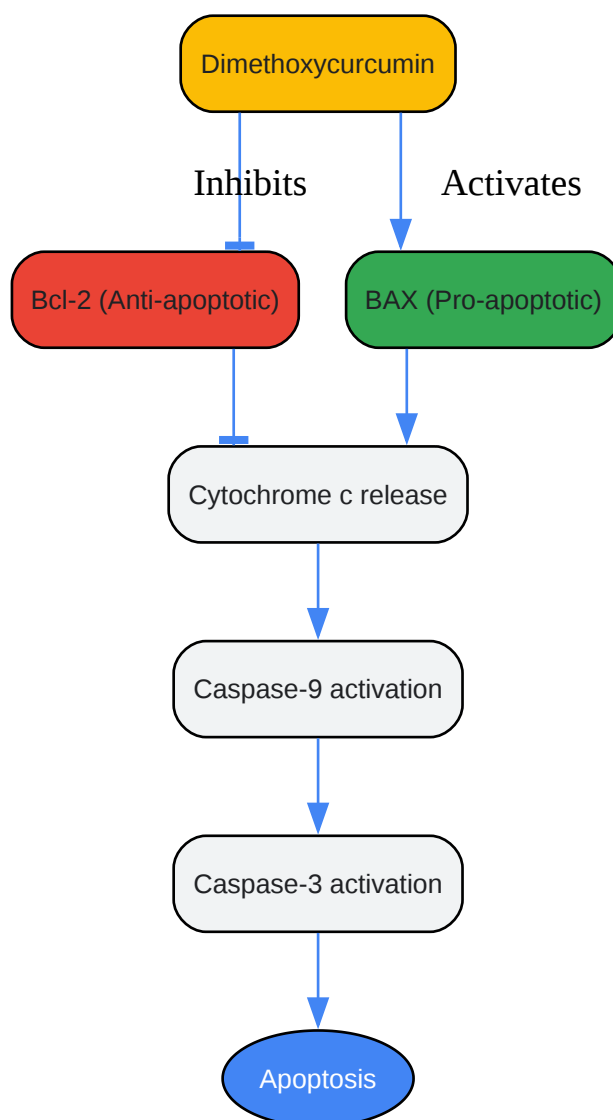 Dimethoxycurcumin
Inhibits
Activates
Bcl-2 (Anti-apoptotic)
BAX (Pro-apoptotic)
Cytochrome c release
Caspase-9 activation
Caspase-3 activation
Apoptosis